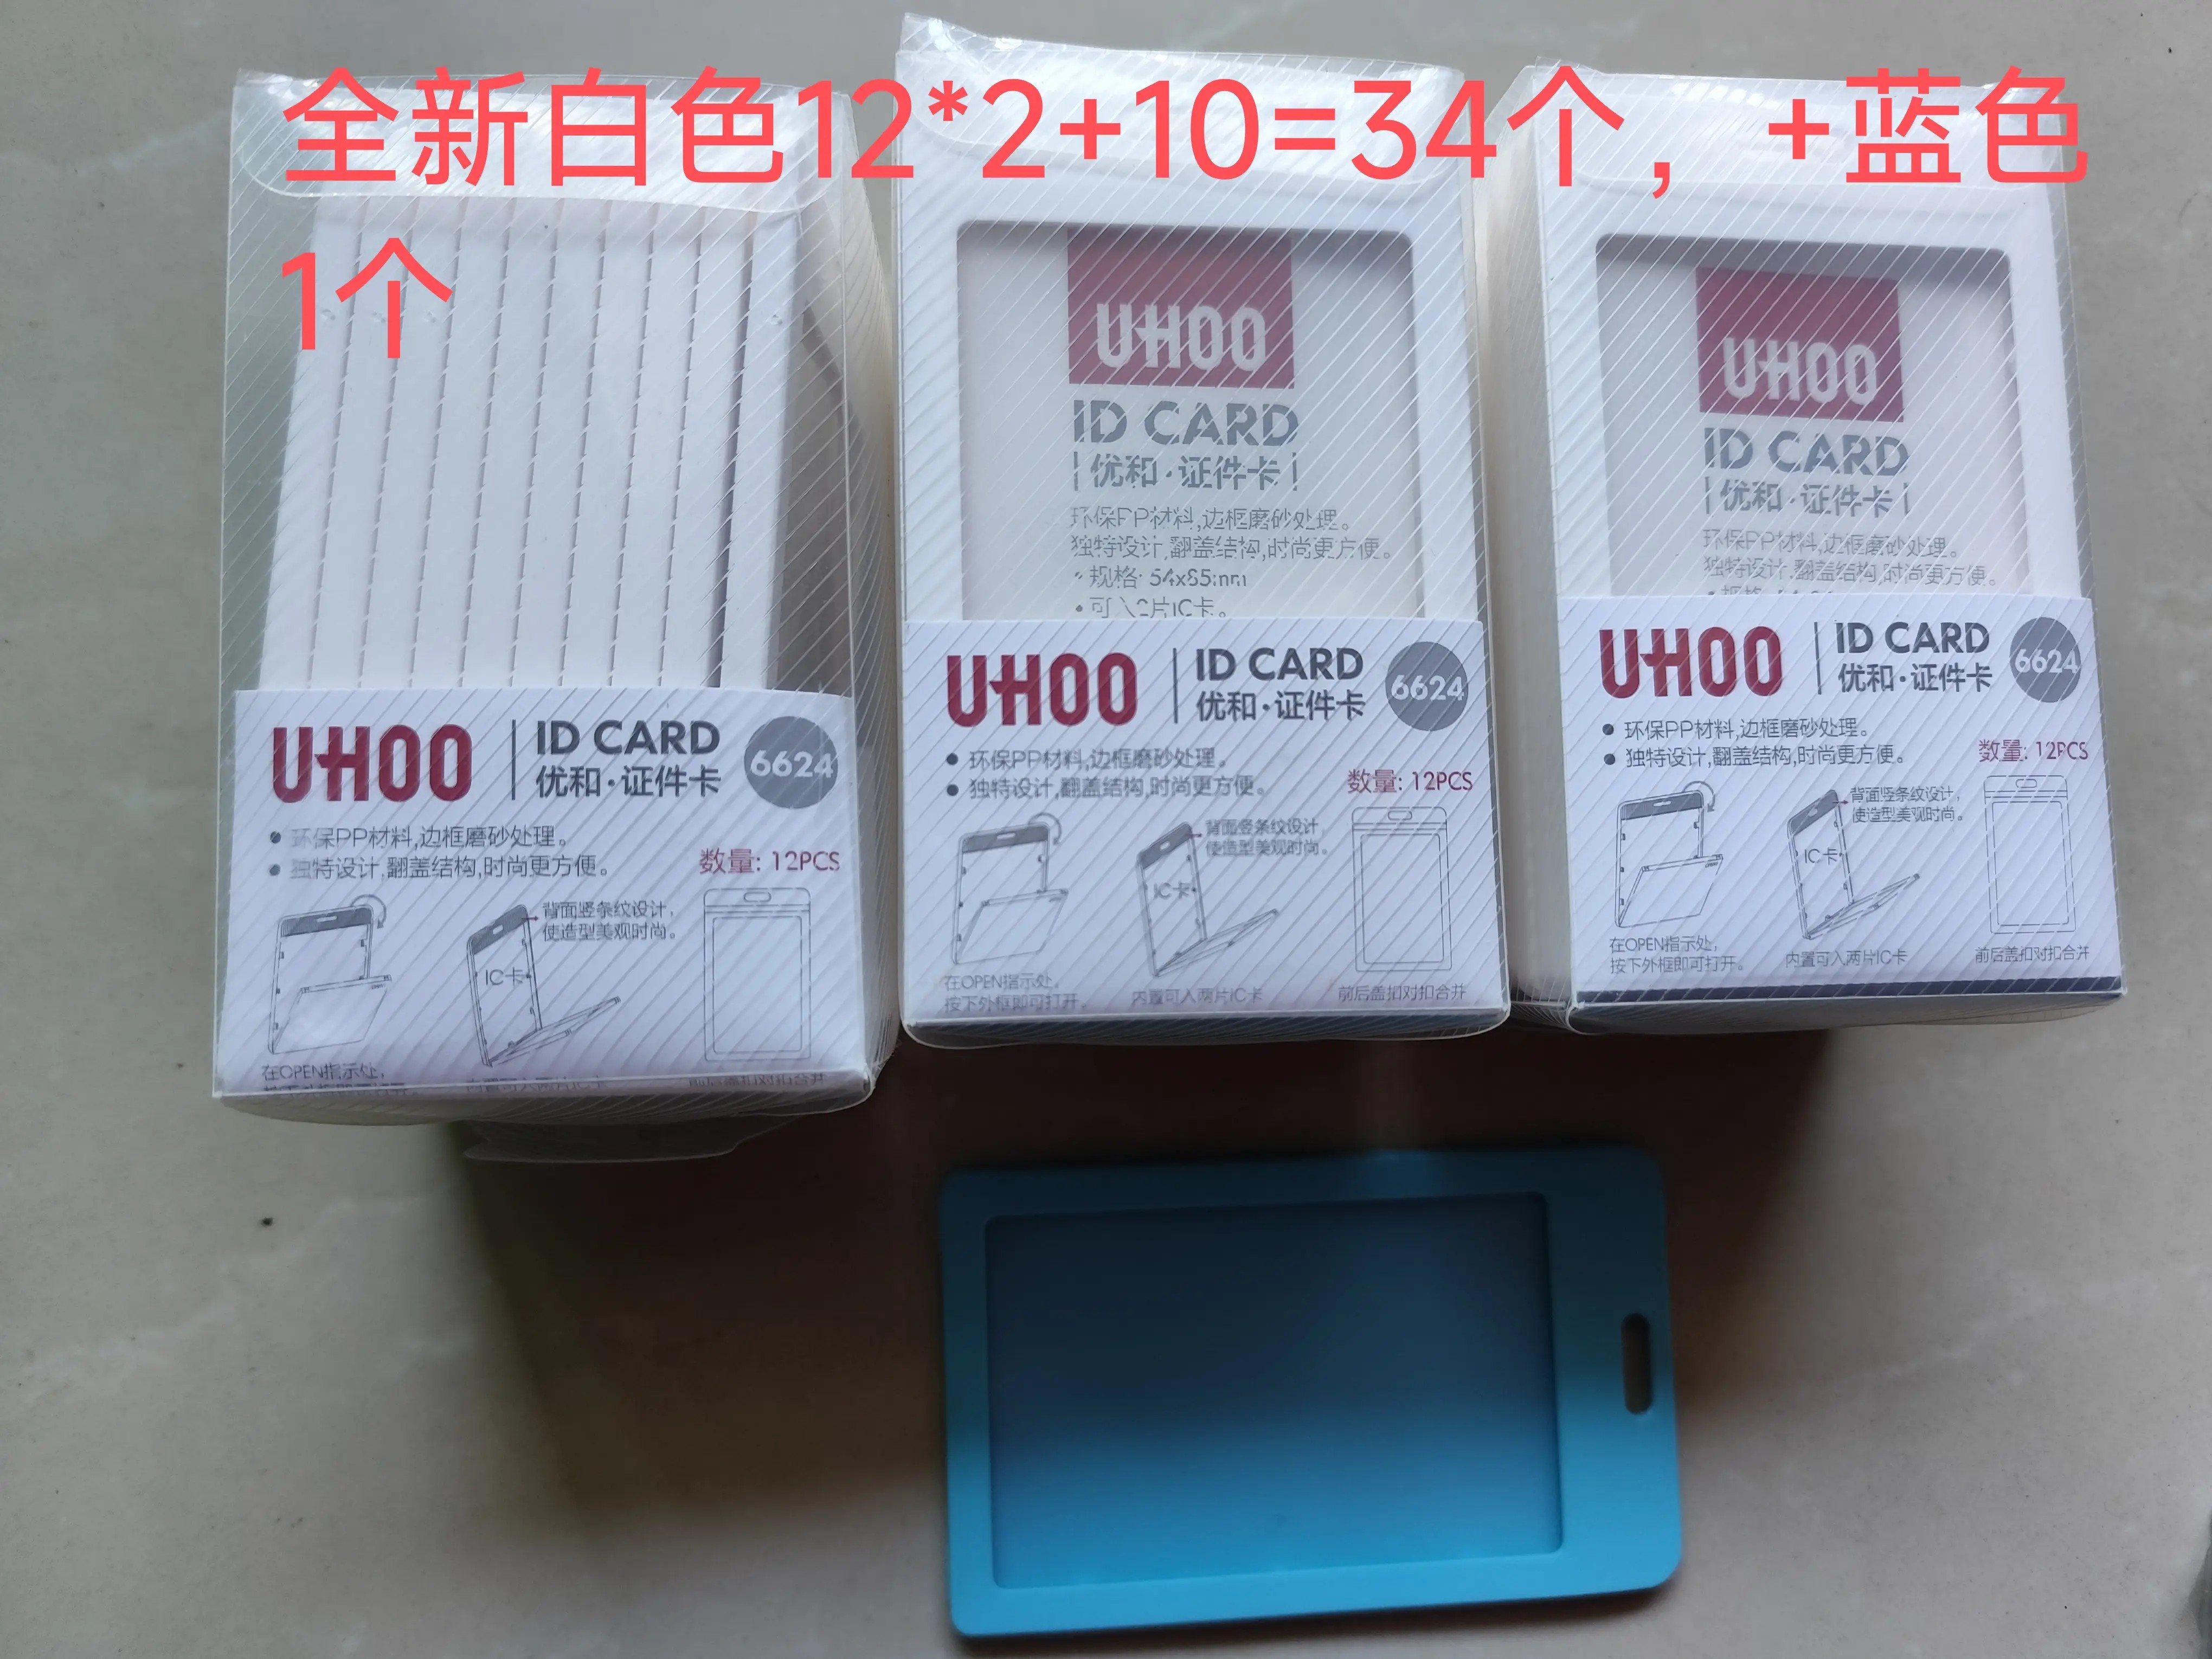 全新白色12*2+10=34个，+蓝色
1个
UHOO
ID CARD
优和·证件卡
6624
环保PP材料,边框磨砂处理。
独特设计,翻盖结构,时尚更方便。
数量: 12PCS
背面竖条纹设计,
使造型美观时尚。
IC卡
在OPEN指示处,
UHOO
ID CARD
优和·证件卡
环保PP材料,边框磨砂处理。
独特设计,翻盖结构,时尚更方便。
规格: 54x85mm
可入2片IC卡。
UHOO
ID CARD
优和·证件卡
6624
环保PP材料,边框磨砂处理。
独特设计,翻盖结构,时尚更方便。
数量: 12PCS
背面竖条纹设计,
使造型美观时尚。
IC卡
在OPEN指示处,
按下外框即可打开。
内置可入两片IC卡
前后盖扣对扣合并
UHOO
ID CARD
优和·证件卡
环保PP材料,边框磨砂处理。
独特设计,翻盖结构,时尚更方便。
UHOO
ID CARD
优和·证件卡
6624
环保PP材料,边框磨砂处理。
独特设计,翻盖结构,时尚更方便。
数量: 12PCS
背面竖条纹设计,
使造型美观时尚。
IC卡
在OPEN指示处,
按下外框即可打开。
内置可入两片IC卡
前后盖扣对扣合并